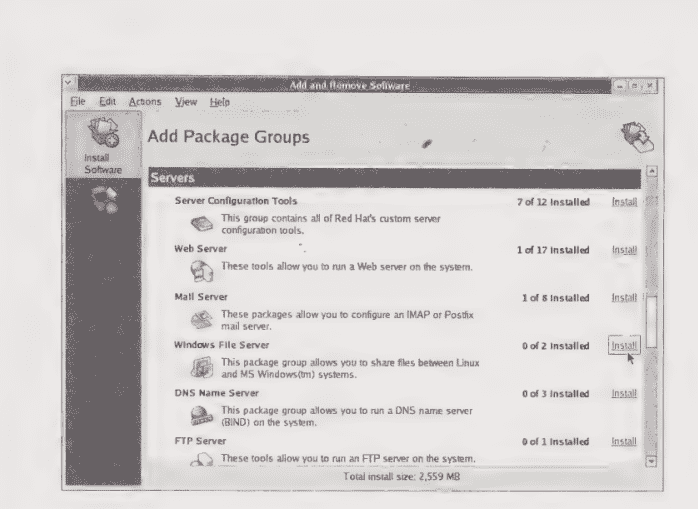 Add and Remove Software
File Edit Actions View Help
Install
Software
Add Package Groups
Servers
Server Configuration Tools 7 of 12 Installed Install
This group contains all of Red Hat's custom server
configuration tools.
Web Server 1 of 17 Installed Install
These tools allow you to run a Web server on the system.
Mail Server 1 of 8 Installed Install
These packages allow you to configure an IMAP or Postfix
mail server.
Windows File Server 0 of 2 Installed Install
This package group allows you to share files between Linux
and MS Windows(tm) systems.
DNS Name Server 0 of 3 Installed Install
This package group allows you to run a DNS name server
(BIND) on the system.
FTP Server 0 of 1 Installed Install
These tools allow you to run an FTP server on the system.
Total install size: 2,559 MB